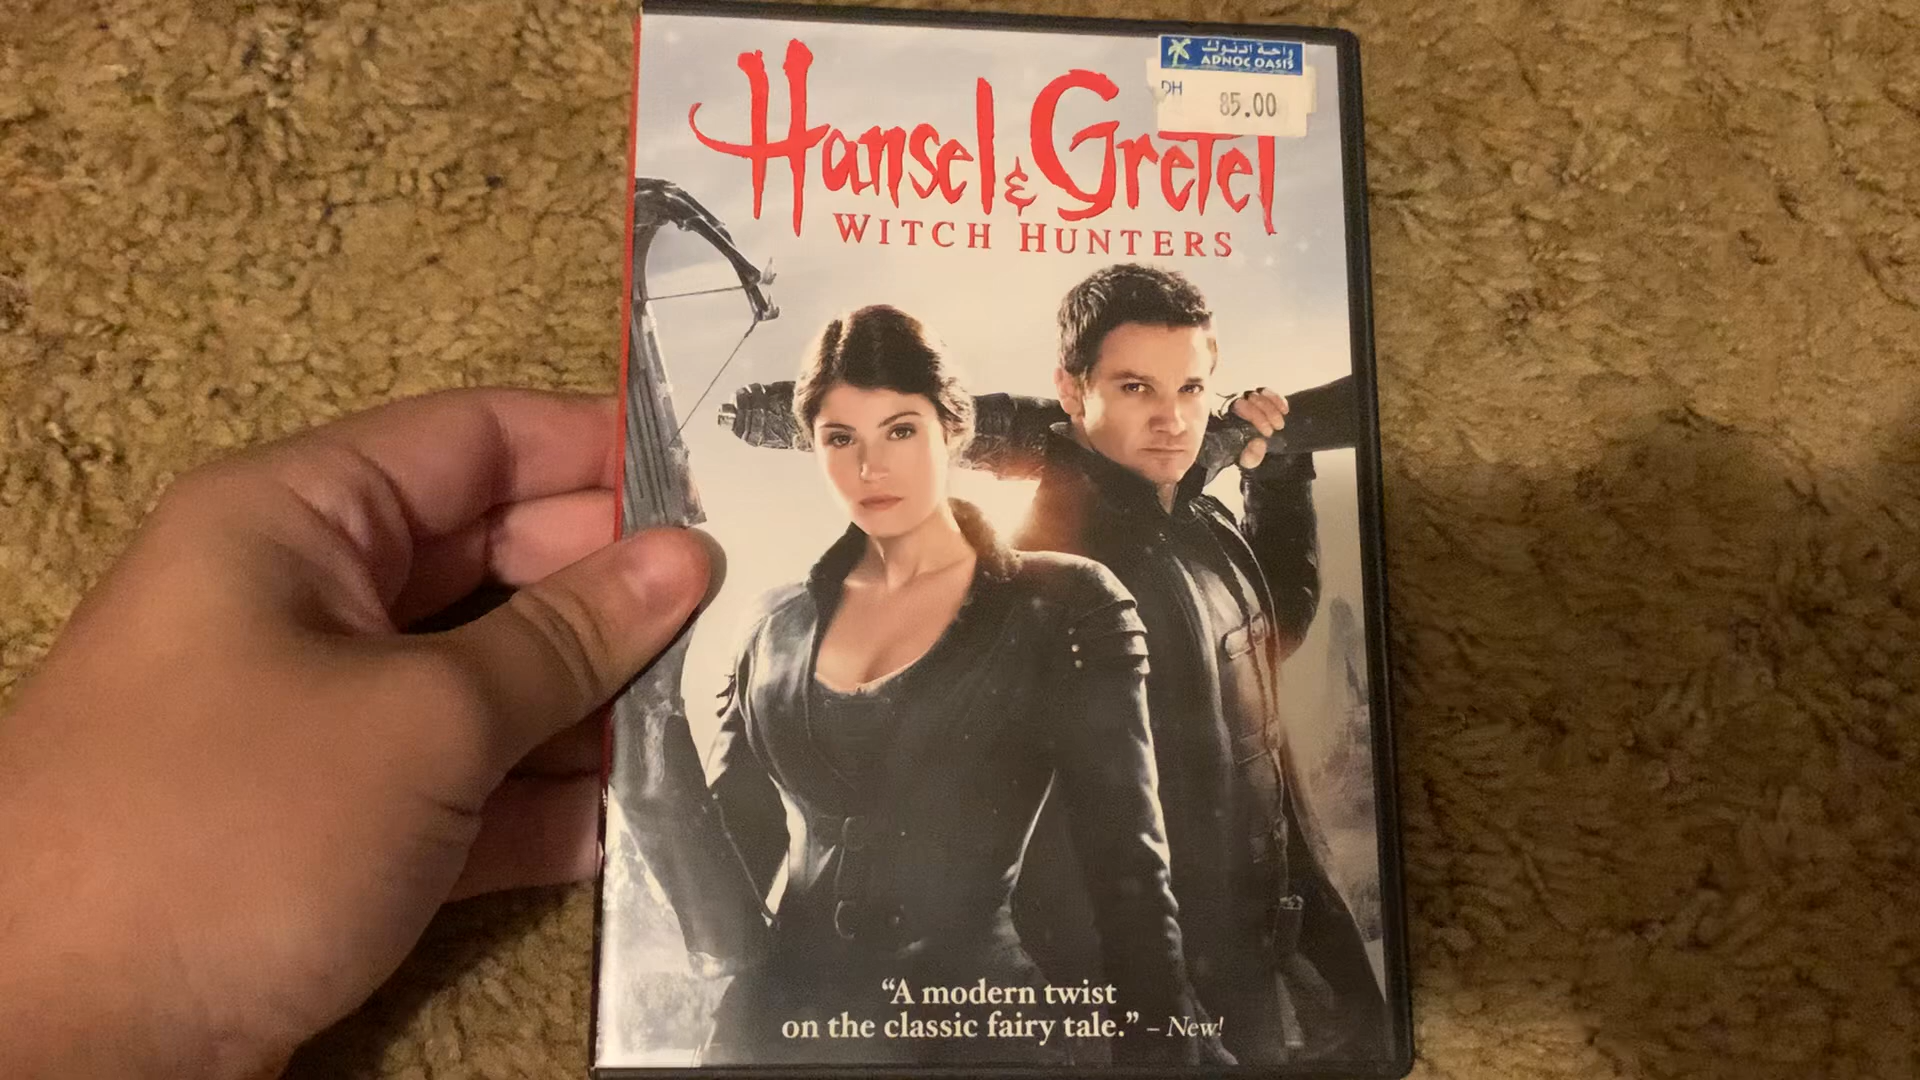 واحة ادنوك
ADNOC OASIS
DH
85.00
Hansel & Gretel
WITCH HUNTERS
“A modern twist
on the classic fairy tale.” – New!